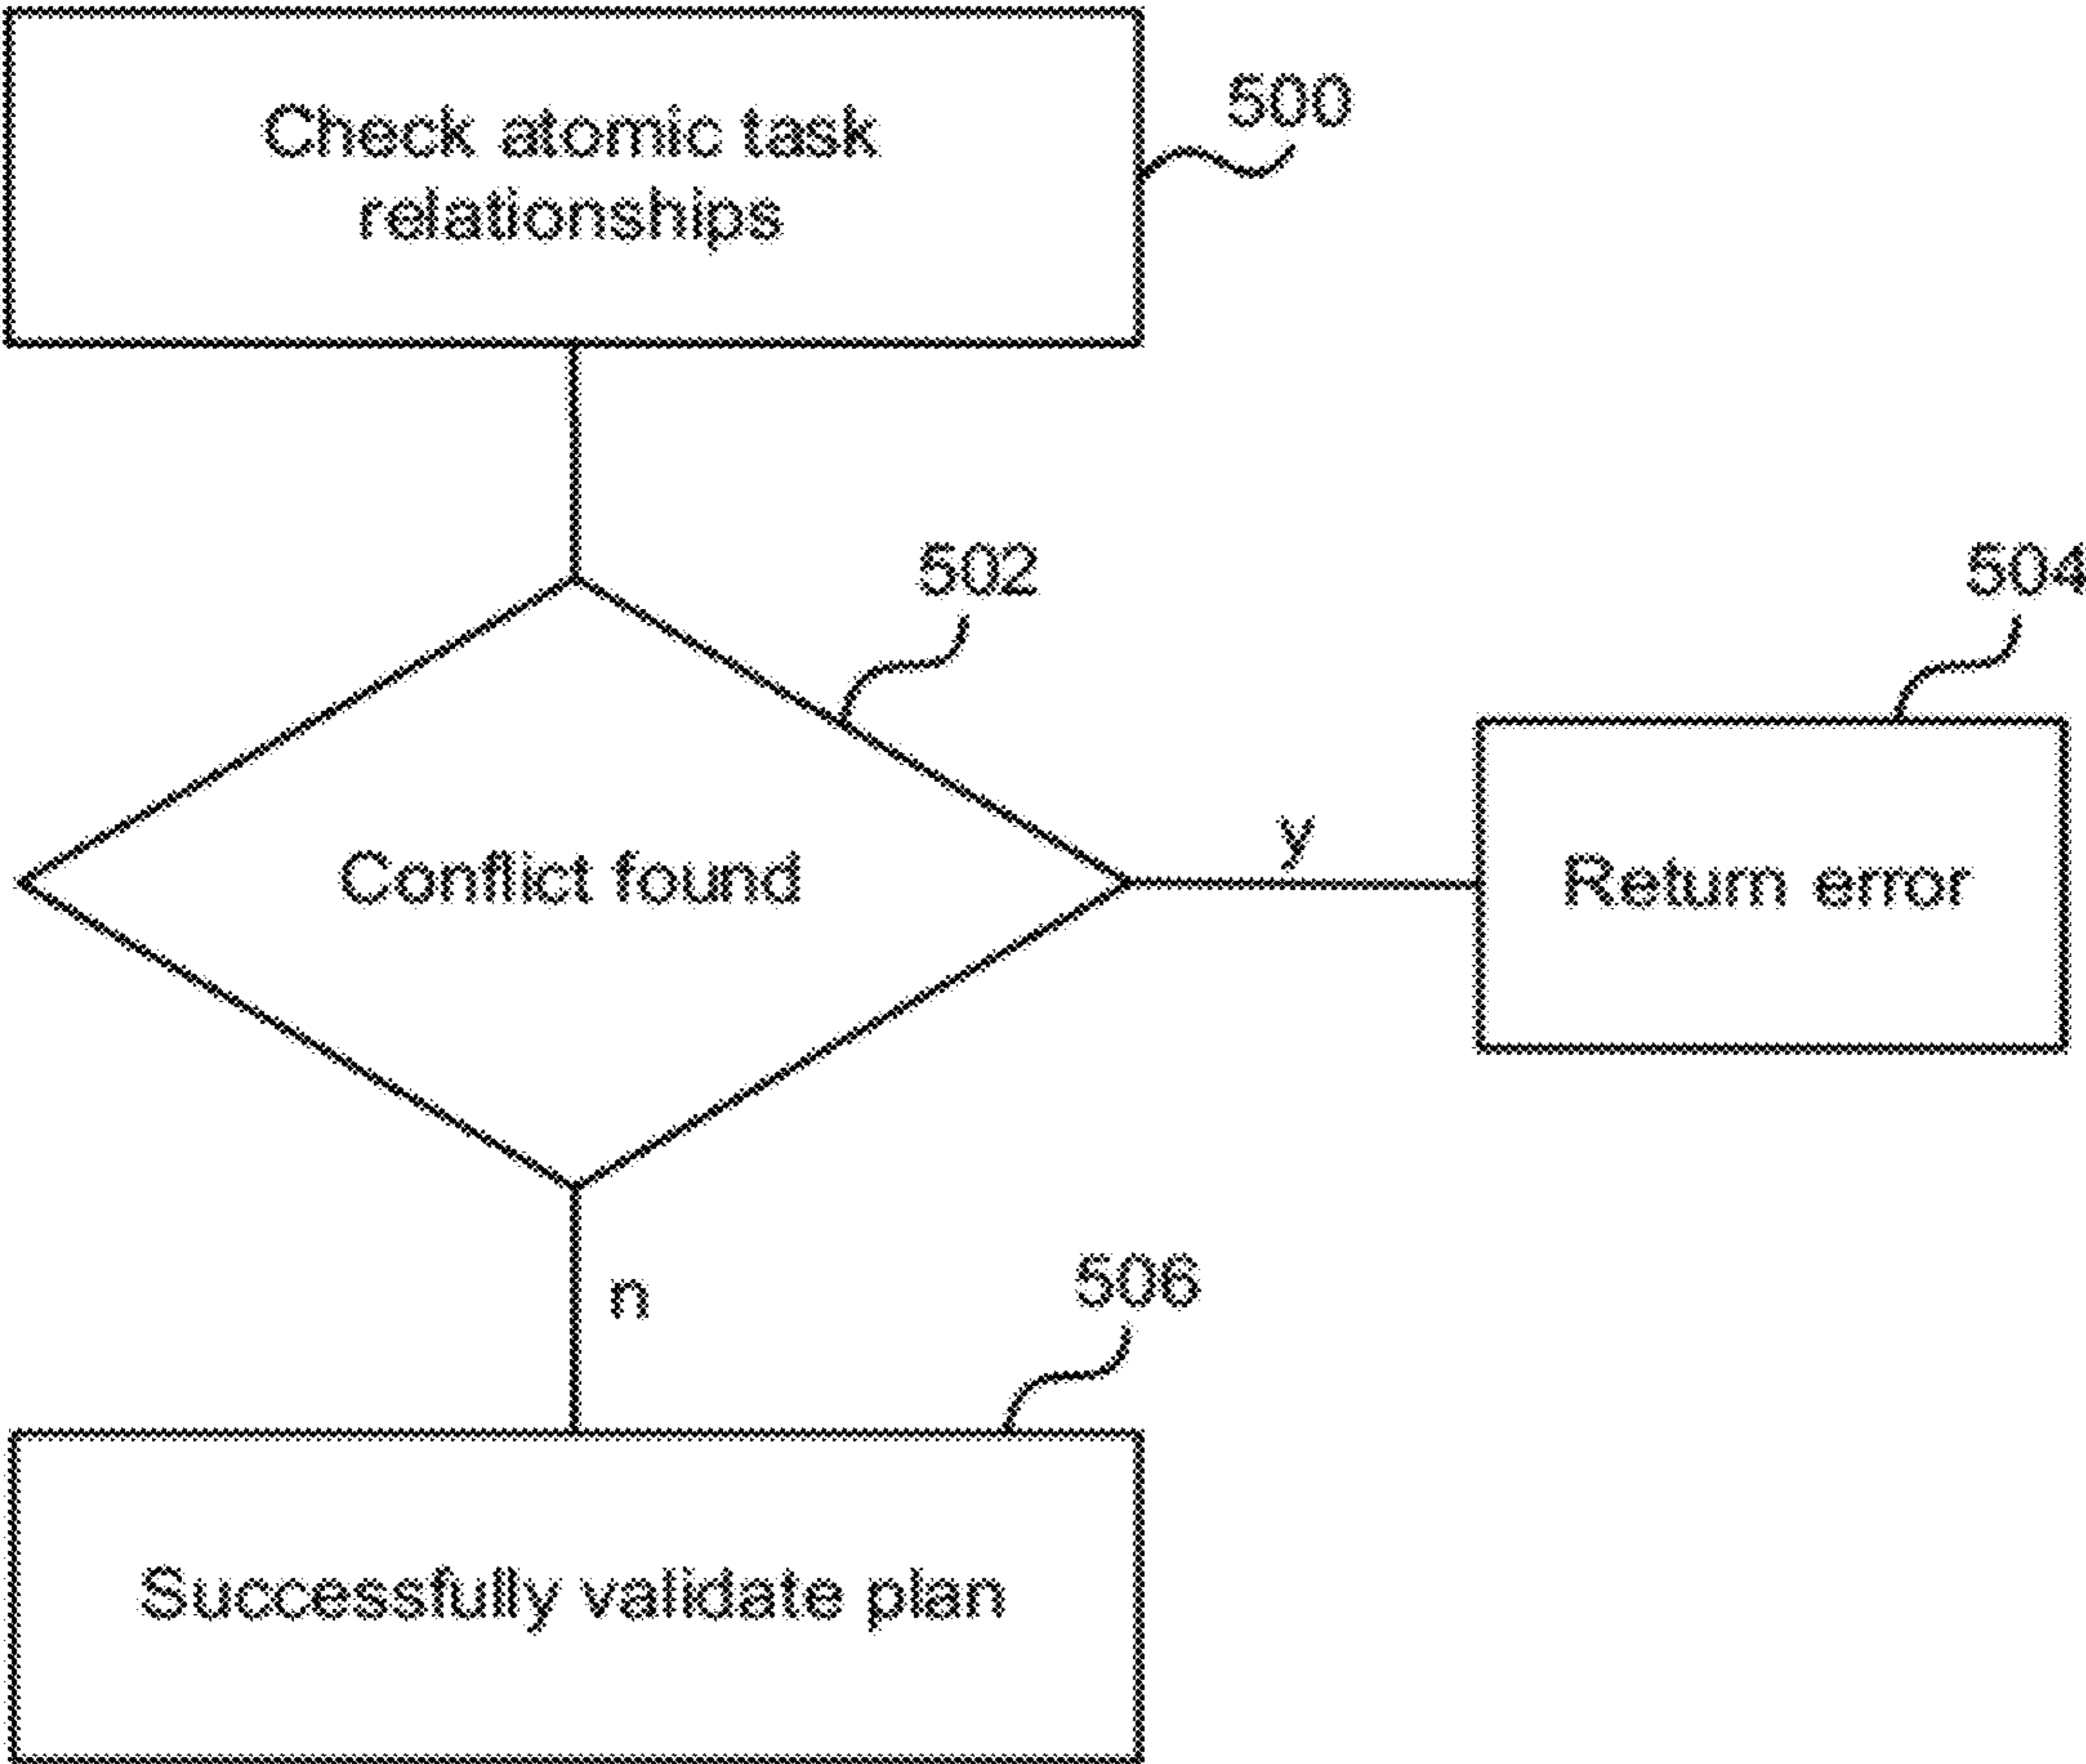 Check atomic task
relationships
500
502
504
Conflict found
y
Return error
n
506
Successfully validate plan